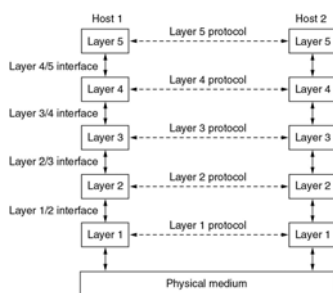 Host 1 Host 2
Layer 5 Layer 5 protocol Layer 5
Layer 4/5 interface
Layer 4 Layer 4 protocol Layer 4
Layer 3/4 interface
Layer 3 Layer 3 protocol Layer 3
Layer 2/3 interface
Layer 2 Layer 2 protocol Layer 2
Layer 1/2 interface
Layer 1 Layer 1 protocol Layer 1
Physical medium